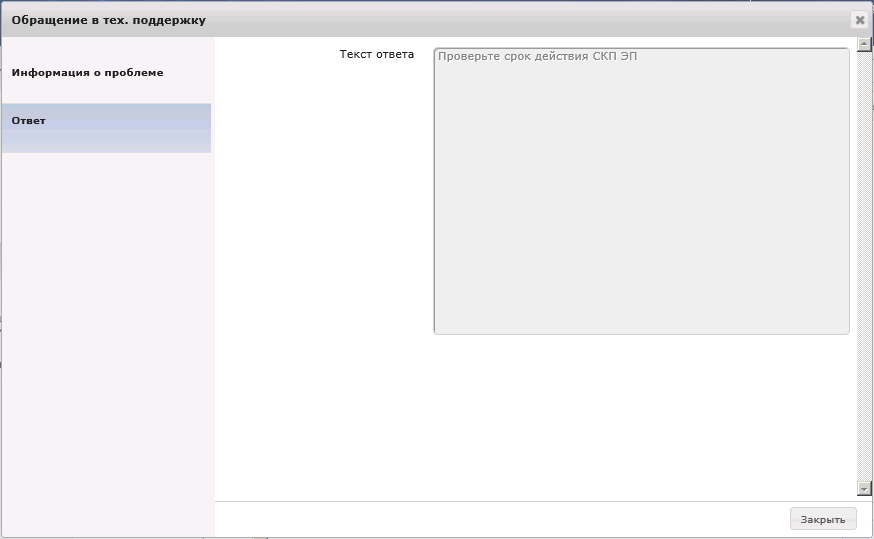 Обращение в тех. поддержку
Информация о проблеме
Ответ
Текст ответа
Проверьте срок действия СКП ЭП
Закрыть